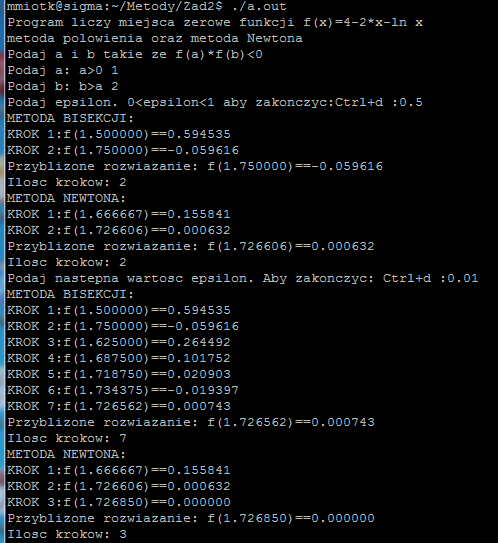 mmiotk@sigma:~/Metody/Zad2$ ./a.out
Program liczy miejsca zerowe funkcji f(x)=4-2*x-ln x
metoda polowienia oraz metoda Newtona
Podaj a i b takie ze f(a)*f(b)<0
Podaj a: a>0 1
Podaj b: b>a 2
Podaj epsilon. 0<epsilon<1 aby zakonczyc:Ctrl+d :0.5
METODA BISEKCJI:
KROK 1:f(1.500000)==0.594535
KROK 2:f(1.750000)==-0.059616
Przyblizone rozwiazanie: f(1.750000)==-0.059616
Ilosc krokow: 2
METODA NEWTONA:
KROK 1:f(1.666667)==0.155841
KROK 2:f(1.726606)==0.000632
Przyblizone rozwiazanie: f(1.726606)==0.000632
Ilosc krokow: 2
Podaj nastepna wartosc epsilon. Aby zakonczyc: Ctrl+d :0.01
METODA BISEKCJI:
KROK 1:f(1.500000)==0.594535
KROK 2:f(1.750000)==-0.059616
KROK 3:f(1.625000)==0.264492
KROK 4:f(1.687500)==0.101752
KROK 5:f(1.718750)==0.020903
KROK 6:f(1.734375)==-0.019397
KROK 7:f(1.726562)==0.000743
Przyblizone rozwiazanie: f(1.726562)==0.000743
Ilosc krokow: 7
METODA NEWTONA:
KROK 1:f(1.666667)==0.155841
KROK 2:f(1.726606)==0.000632
KROK 3:f(1.726850)==0.000000
Przyblizone rozwiazanie: f(1.726850)==0.000000
Ilosc krokow: 3